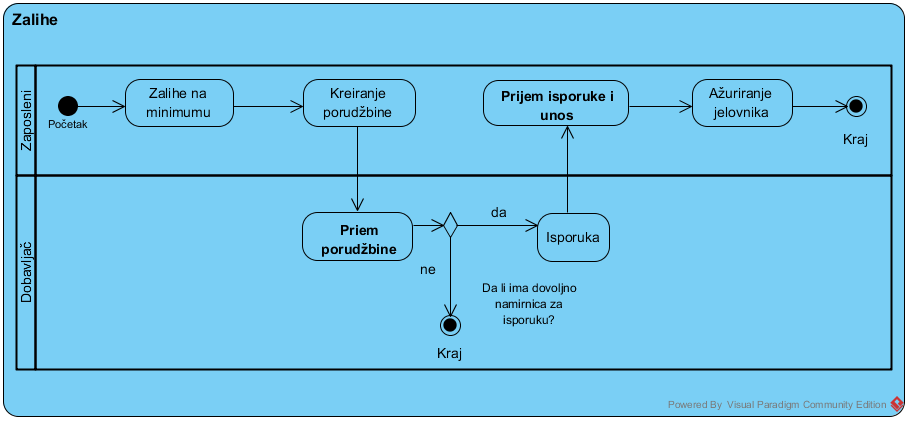 Zalihe
Zaposleni
Početak
Zalihe na
minimumu
Kreiranje
porudžbine
Prijem isporuke i
unos
Ažuriranje
jelovnika
Kraj
Dobavljač
Priem
porudžbine
da
ne
Isporuka
Da li ima dovoljno
namirnica za
isporuku?
Kraj
Powered By Visual Paradigm Community Edition